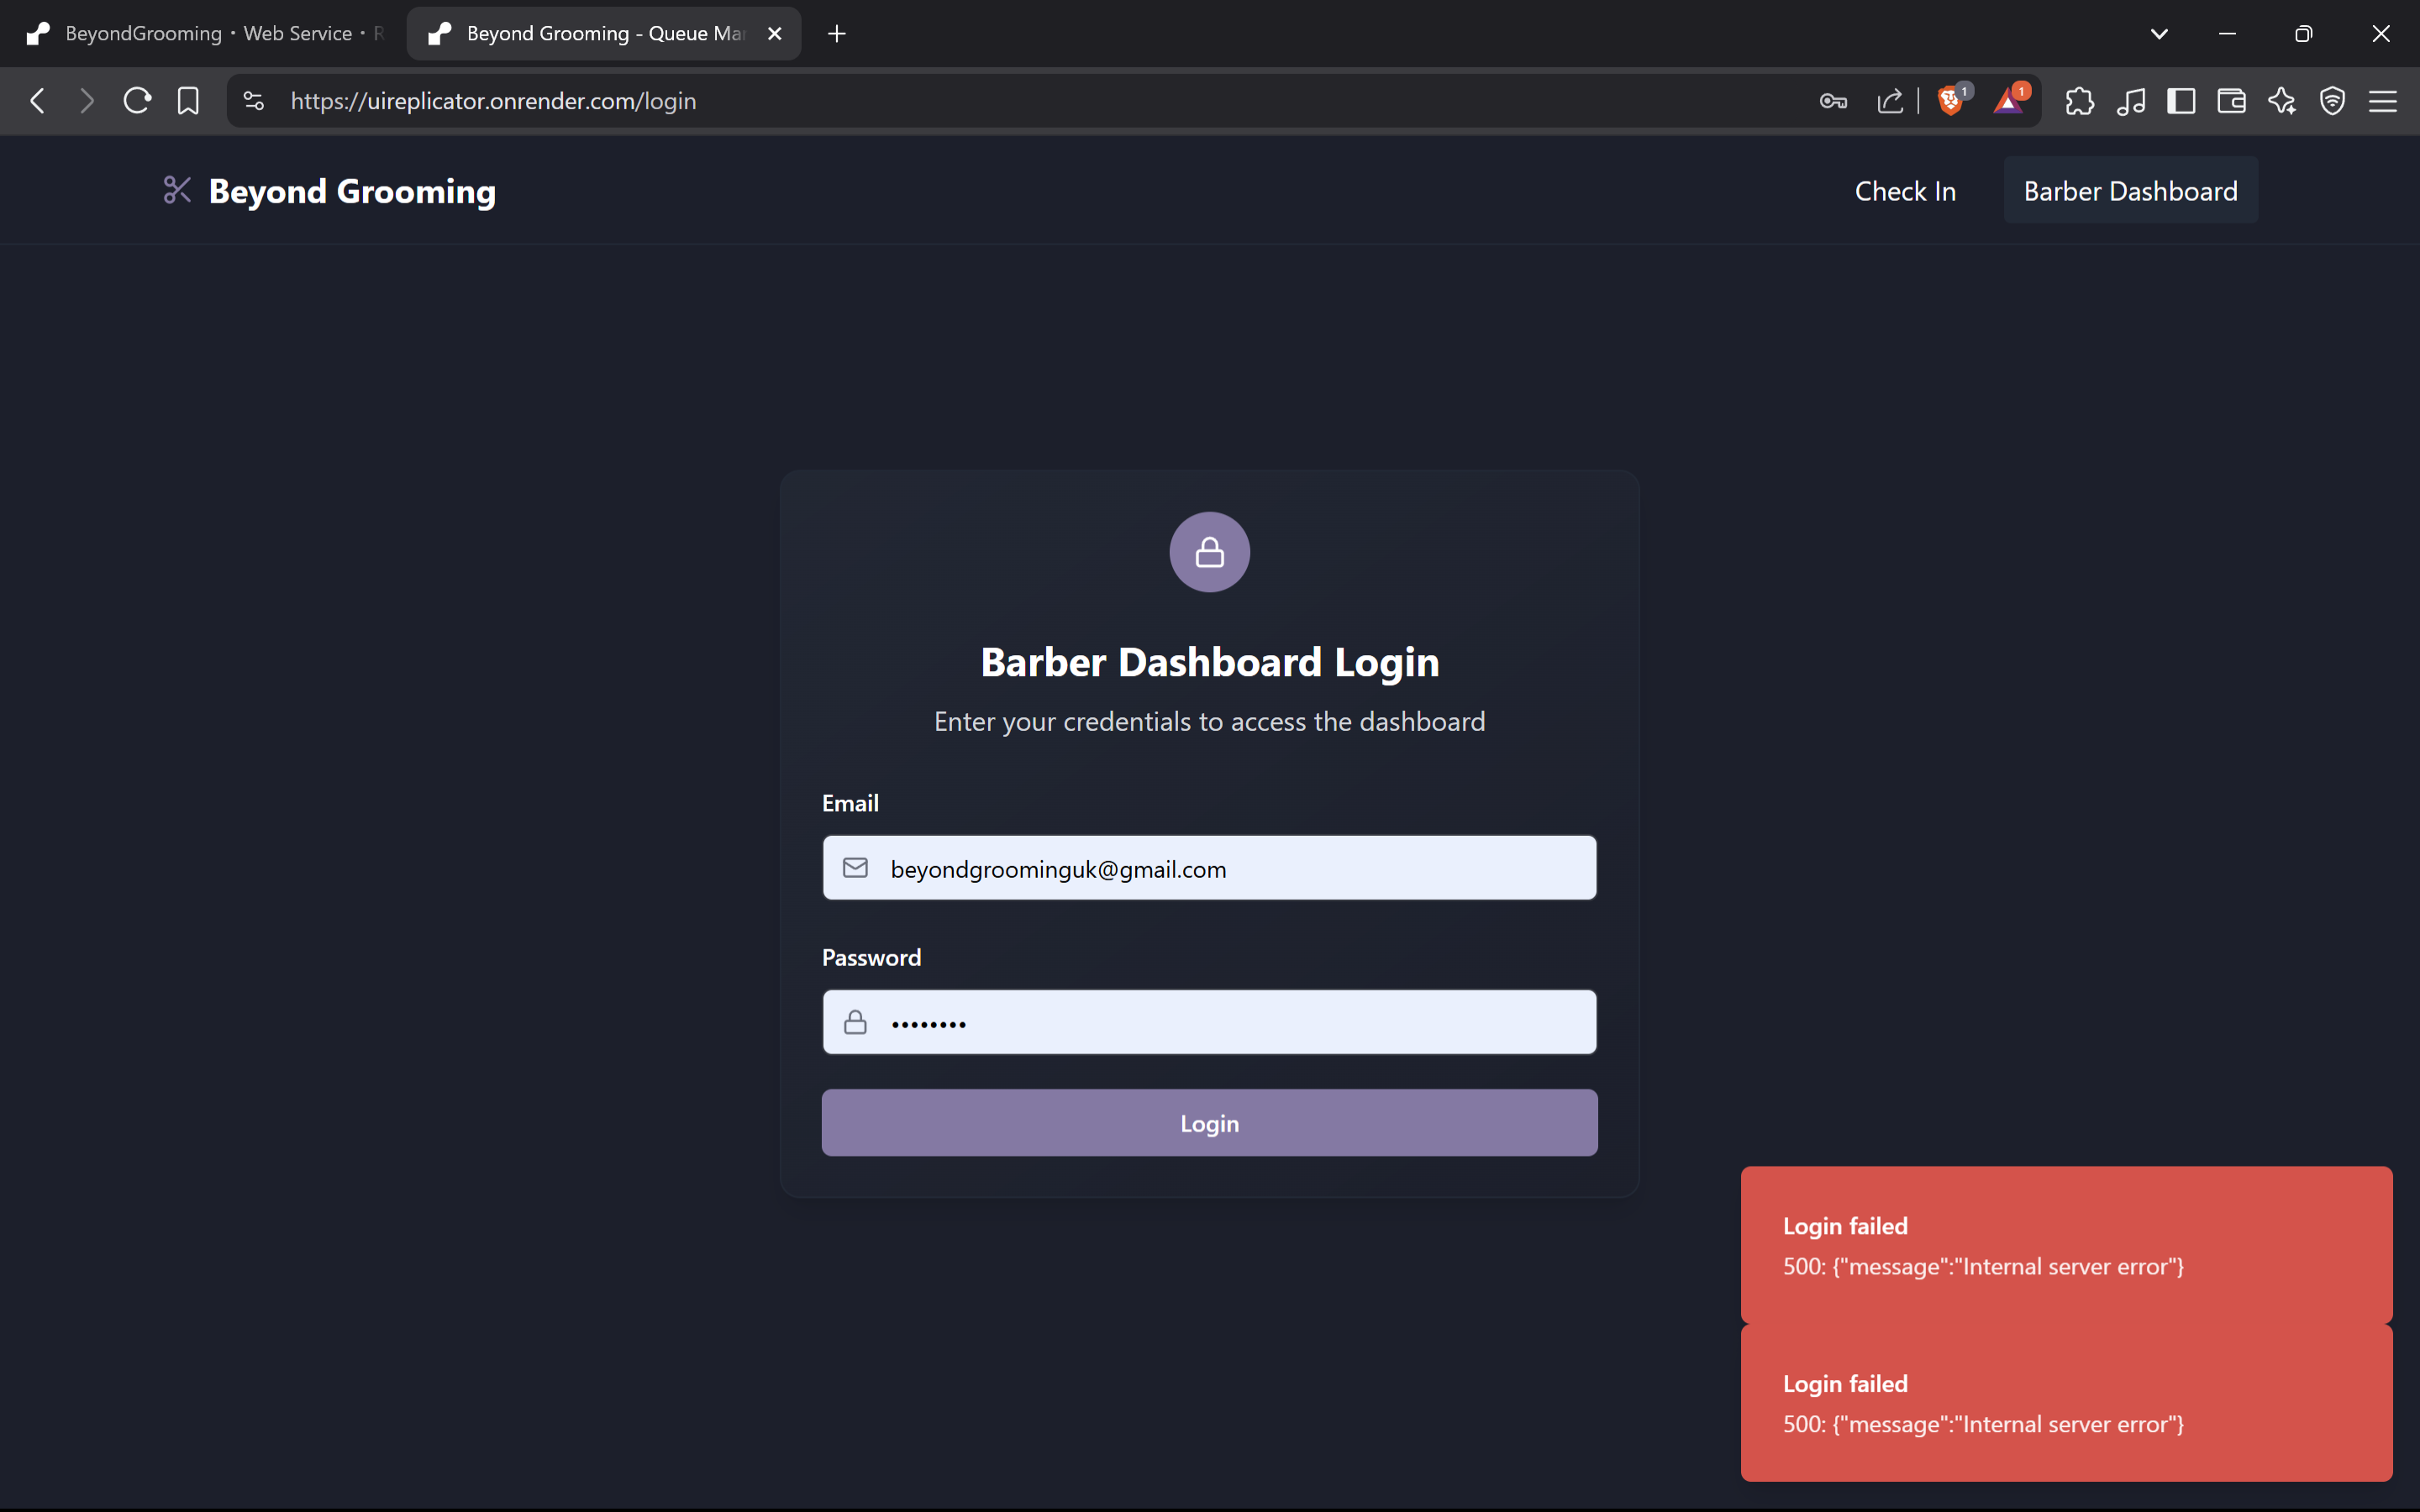 BeyondGrooming · Web Service · R
Beyond Grooming - Queue Mar
https://uireplicator.onrender.com/login
1
1
Beyond Grooming
Check In
Barber Dashboard
Barber Dashboard Login
Enter your credentials to access the dashboard
Email
beyondgroominguk@gmail.com
Password
••••••••
Login
Login failed
500: {"message":"Internal server error"}
Login failed
500: {"message":"Internal server error"}